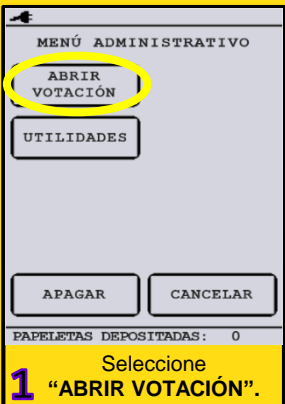 MENÚ ADMINISTRATIVO
ABRIR
VOTACIÓN
UTILIDADES
APAGAR
CANCELAR
PAPELETAS DEPOSITADAS: 0
1
Seleccione
“ABRIR VOTACIÓN”.